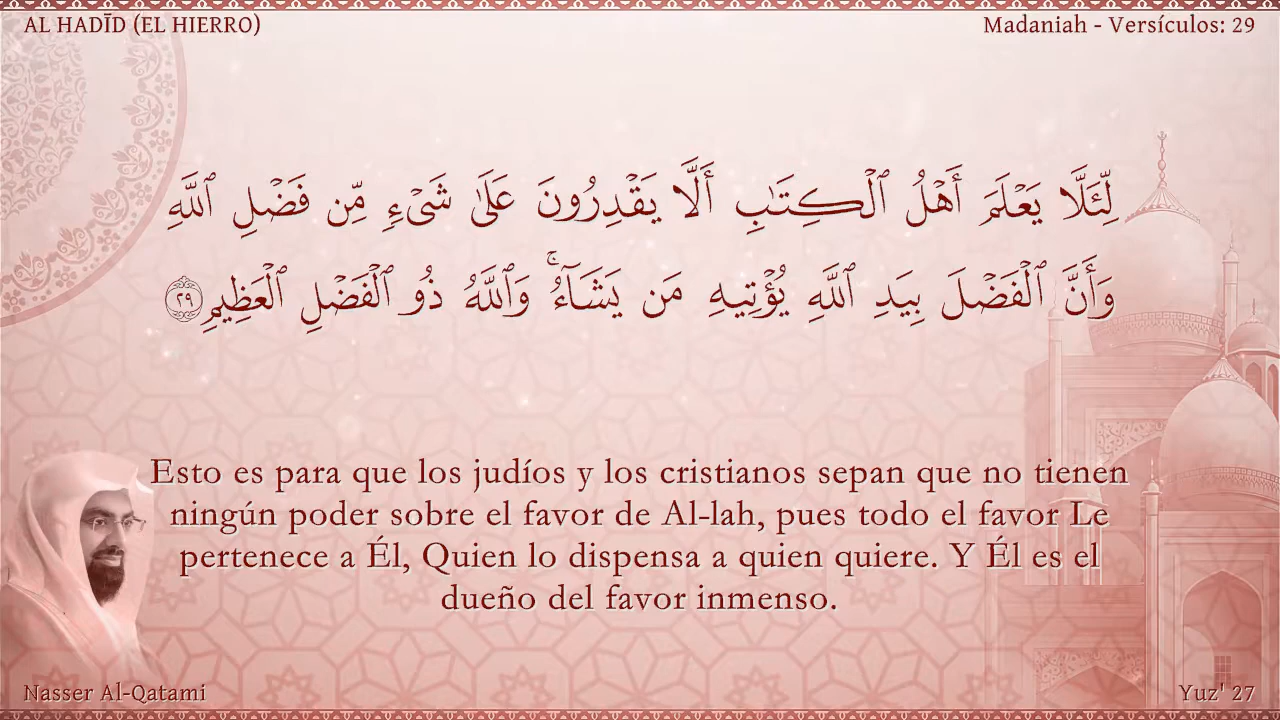 AL HADĪD (EL HIERRO)
Madaniah - Versículos: 29
لِّئَلَّا يَعْلَمَ أَهْلُ ٱلْكِتَٰبِ أَلَّا يَقْدِرُونَ عَلَىٰ شَىْءٍ مِّن فَضْلِ ٱللَّهِ
وَأَنَّ ٱلْفَضْلَ بِيَدِ ٱللَّهِ يُؤْتِيهِ مَن يَشَآءُ ۚ وَٱللَّهُ ذُو ٱلْفَضْلِ ٱلْعَظِيمِ ٢٩
Esto es para que los judíos y los cristianos sepan que no tienen
ningún poder sobre el favor de Al-lah, pues todo el favor Le
pertenece a Él, Quien lo dispensa a quien quiere. Y Él es el
dueño del favor inmenso.
Nasser Al-Qatami
Yuz' 27